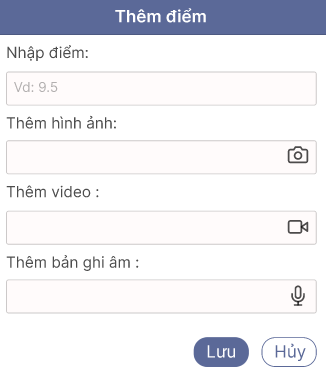 Thêm điểm
Nhập điểm:
Vd: 9.5
Thêm hình ảnh:
Thêm video :
Thêm bản ghi âm :
Lưu Hủy